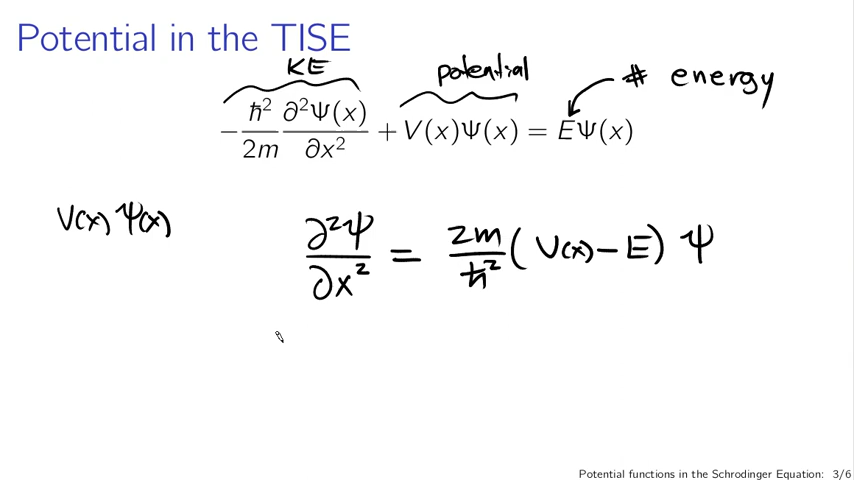 Potential in the TISE
KE potential # energy
−ħ²/2m ∂²Ψ(x)/∂x² + V(x)Ψ(x) = EΨ(x)
V(x) Ψ(x)
∂²Ψ/∂x² = 2m/ħ² (V(x) − E) Ψ
Potential functions in the Schrodinger Equation: 3/6